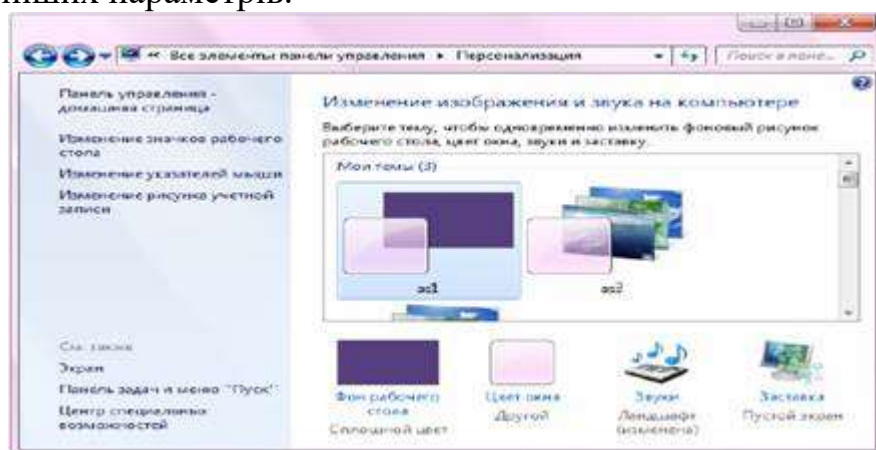 нших параметрів.
« Все элементы панели управления ▸ Персонализация
Поиск в пане...
Панель управления -
домашняя страница
Изменение значков рабочего
стола
Изменение указателей мыши
Изменение рисунка учетной
записи
См. также
Экран
Панель задач и меню "Пуск"
Центр специальных
возможностей
Изменение изображения и звука на компьютере
Выберите тему, чтобы одновременно изменить фоновый рисунок
рабочего стола, цвет окна, звуки и заставку.
Мои темы (3)
Фон рабочего
стола
Сплошной цвет
Цвет окна
Другой
Звуки
Ландшафт
(изменена)
Заставка
Пустой экран